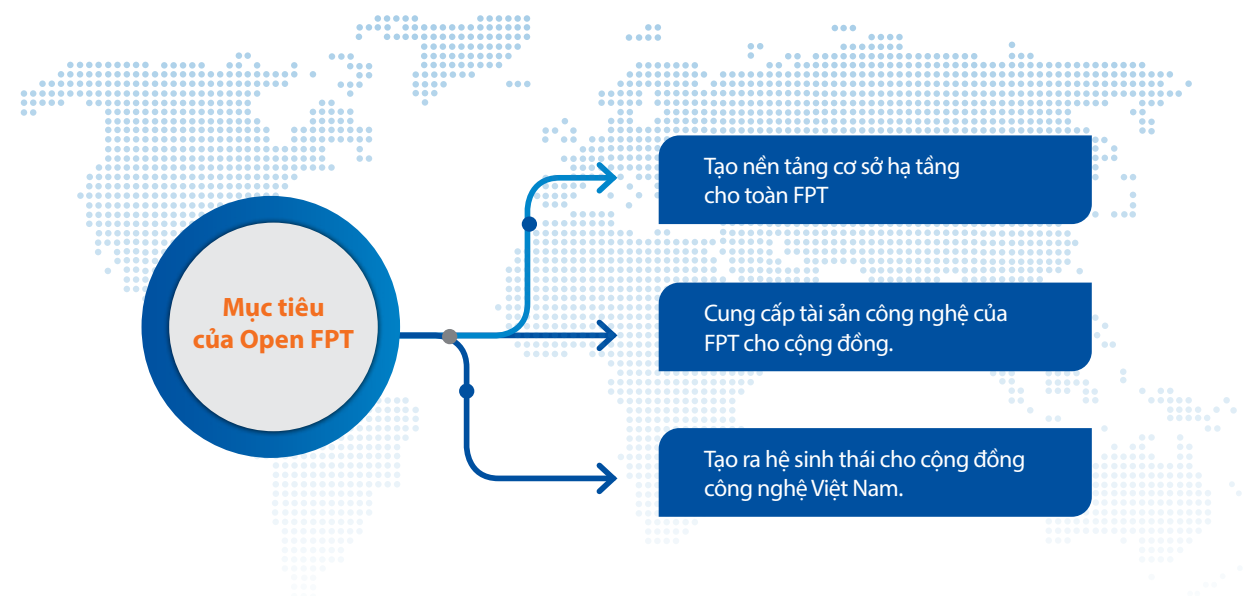 Mục tiêu
của Open FPT
Tạo nền tảng cơ sở hạ tầng
cho toàn FPT
Cung cấp tài sản công nghệ của
FPT cho cộng đồng.
Tạo ra hệ sinh thái cho cộng đồng
công nghệ Việt Nam.